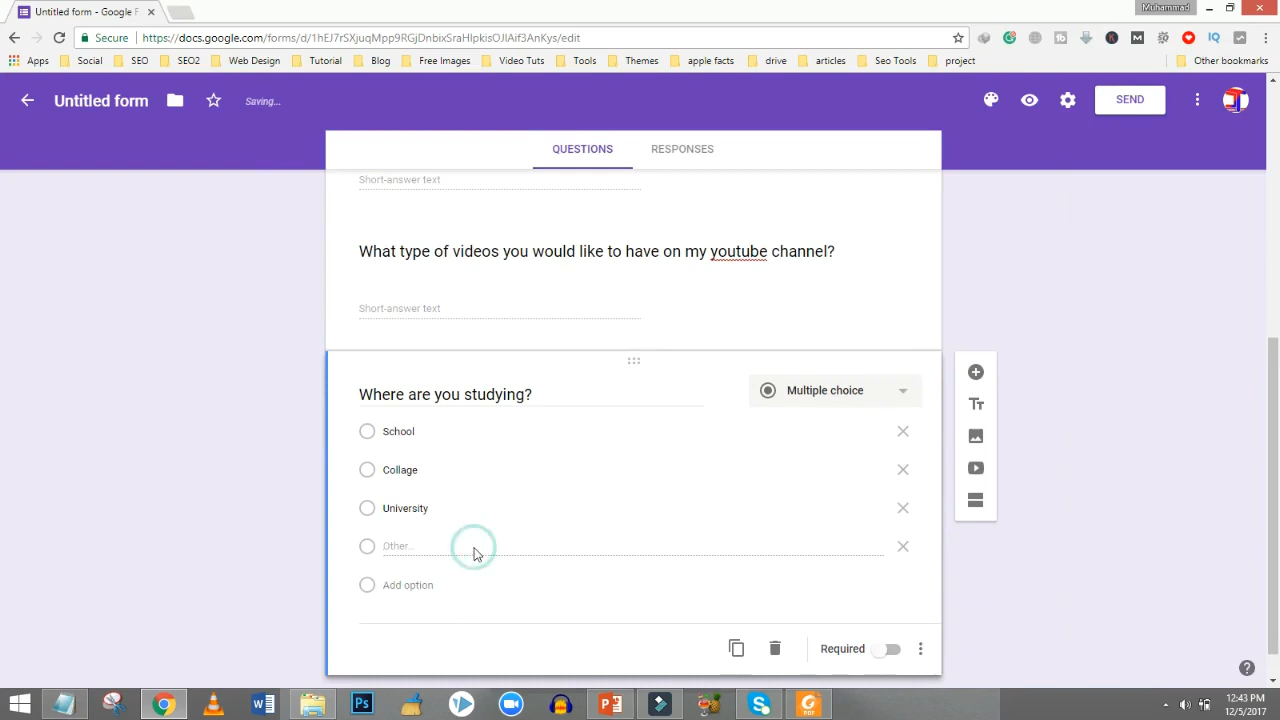 Untitled form - Google F
Muhammad
Secure
https://docs.google.com/forms/d/1hEJ7rSXjuqMpp9RGjDnbixSraHlpkisOJlAif3AnKys/edit
Apps Social SEO SEO2 Web Design Tutorial Blog Free Images Video Tuts Tools Themes apple facts drive articles Seo Tools project Other bookmarks
Untitled form Saving... SEND
QUESTIONS RESPONSES
Short-answer text
What type of videos you would like to have on my youtube channel?
Short-answer text
Where are you studying? Multiple choice
School
Collage
University
Other...
Add option
Required
12:43 PM
12/5/2017